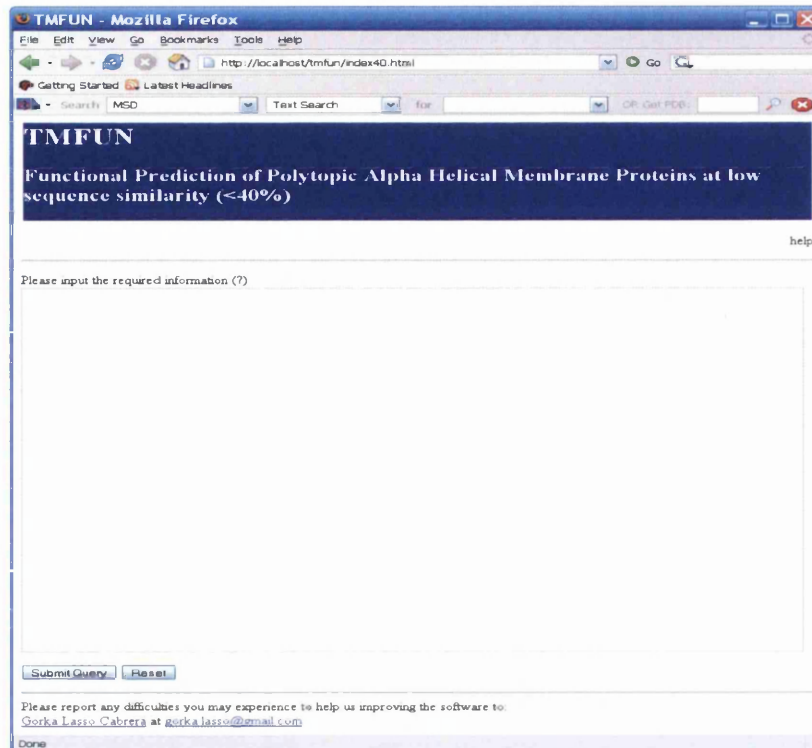 TMFUN - Mozilla Firefox
File Edit View Go Bookmarks Tools Help
http://localhost/tmfun/index40.html Go
Getting Started Latest Headlines
Search MSD Text Search for OR Get PDB:
TMFUN
Functional Prediction of Polytopic Alpha Helical Membrane Proteins at low
sequence similarity (<40%)
help
Please input the required information (?)
Submit Query Reset
Please report any difficulties you may experience to help us improving the software to:
Gorka Lasso Cabrera at gorka.lasso@gmail.com
Done